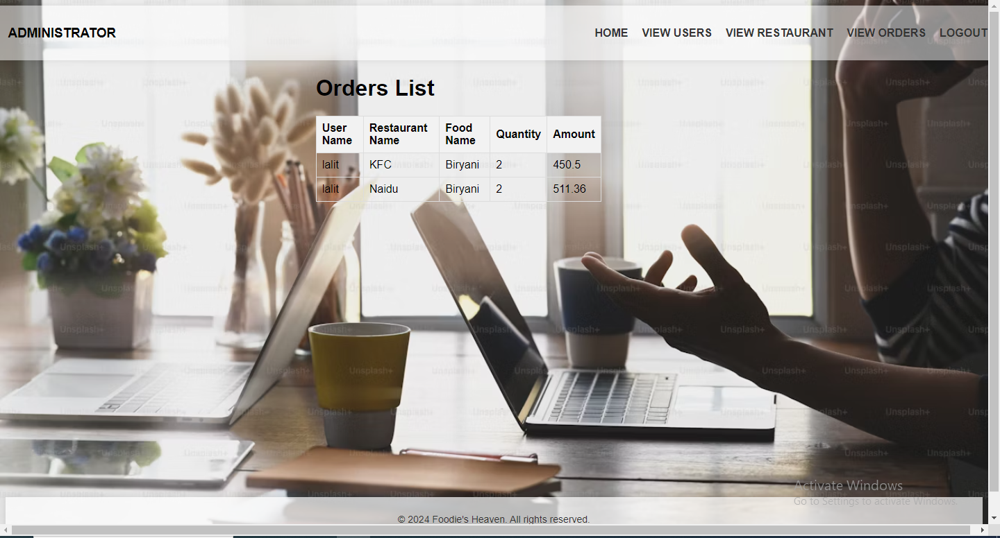 ADMINISTRATOR
HOME VIEW USERS VIEW RESTAURANT VIEW ORDERS LOGOUT
Orders List
User Name Restaurant Name Food Name Quantity Amount
lalit KFC Biryani 2 450.5
lalit Naidu Biryani 2 511.36
Activate Windows
Go to Settings to activate Windows.
© 2024 Foodie's Heaven. All rights reserved.
Unsplash+